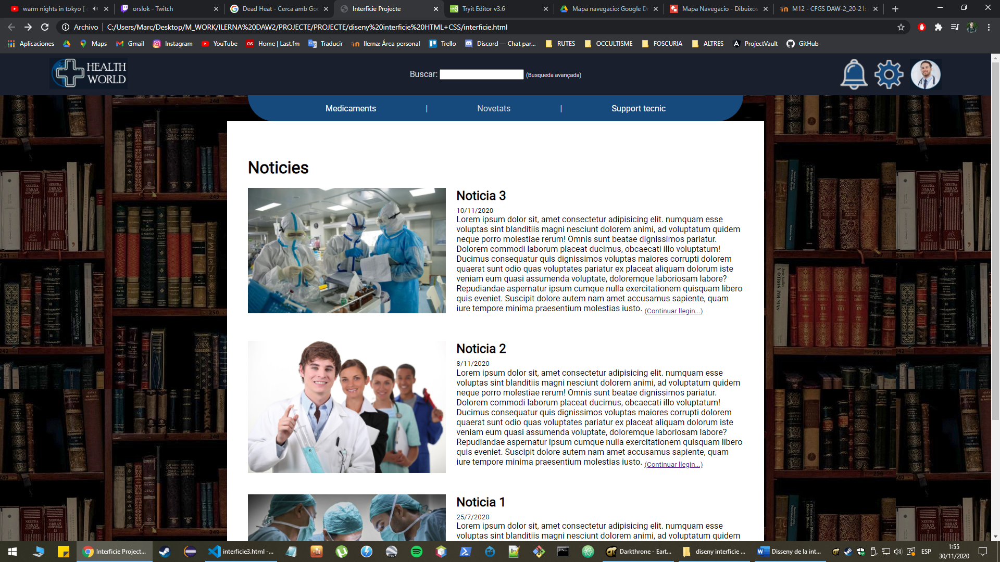 warm nights in tokyo [
orslok - Twitch
Dead Heat - Cerca amb Goo
Interficie Projecte
Tryit Editor v3.6
Mapa navegacio: Google Dr
Mapa Navegacio - Dibuixos
M12 - CFGS DAW-2_20-21:
Archivo C:/Users/Marc/Desktop/M_WORK/ILERNA%20DAW2/PROJECTE/PROJECTE/diseny%20interficie%20HTML+CSS/interficie.html
Aplicaciones Maps Gmail Instagram YouTube Home | Last.fm Traducir Ilerna: Área personal Trello Discord — Chat par... RUTES OCCULTISME FOSCURIA ALTRES ProjectVault GitHub
HEALTH
WORLD
Buscar: (Busqueda avançada)
Medicaments | Novetats | Support tecnic
Noticies
Noticia 3
10/11/2020
Lorem ipsum dolor sit, amet consectetur adipisicing elit. numquam esse
voluptas sint blanditiis magni nesciunt dolorem animi, ad voluptatum quidem
neque porro molestiae rerum! Omnis sunt beatae dignissimos pariatur.
Dolorem commodi laborum placeat ducimus, obcaecati illo voluptatum!
Ducimus consequatur quis dignissimos voluptas maiores corrupti dolorem
quaerat sunt odio quas voluptates pariatur ex placeat aliquam dolorum iste
veniam eum quasi assumenda voluptate, doloremque laboriosam labore?
Repudiandae aspernatur ipsum cumque nulla exercitationem quisquam libero
quis eveniet. Suscipit dolore autem nam amet accusamus sapiente, quam
iure tempore minima praesentium molestias iusto. (Continuar llegin...)
Noticia 2
8/11/2020
Lorem ipsum dolor sit, amet consectetur adipisicing elit. numquam esse
voluptas sint blanditiis magni nesciunt dolorem animi, ad voluptatum quidem
neque porro molestiae rerum! Omnis sunt beatae dignissimos pariatur.
Dolorem commodi laborum placeat ducimus, obcaecati illo voluptatum!
Ducimus consequatur quis dignissimos voluptas maiores corrupti dolorem
quaerat sunt odio quas voluptates pariatur ex placeat aliquam dolorum iste
veniam eum quasi assumenda voluptate, doloremque laboriosam labore?
Repudiandae aspernatur ipsum cumque nulla exercitationem quisquam libero
quis eveniet. Suscipit dolore autem nam amet accusamus sapiente, quam
iure tempore minima praesentium molestias iusto. (Continuar llegin...)
Noticia 1
25/7/2020
Lorem ipsum dolor sit, amet consectetur adipisicing elit. numquam esse
voluptas sint blanditiis magni nesciunt dolorem animi, ad voluptatum quidem
Interficie Project...
interficie3.html -...
Darkthrone - Eart...
diseny interficie ...
Disseny de la int...
ESP
1:55
30/11/2020